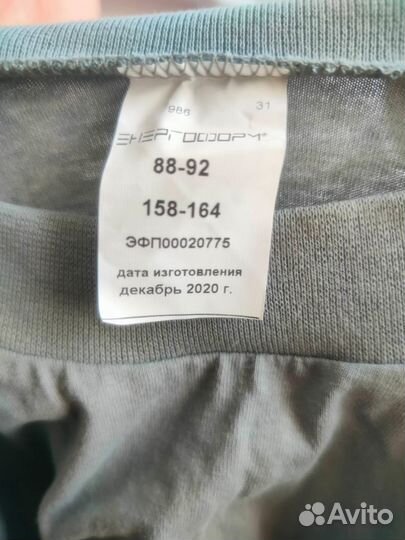 986 31
ЭНЕРГОФОРМ®
88-92
158-164
ЭФП00020775
дата изготовления
декабрь 2020 г.
Avito